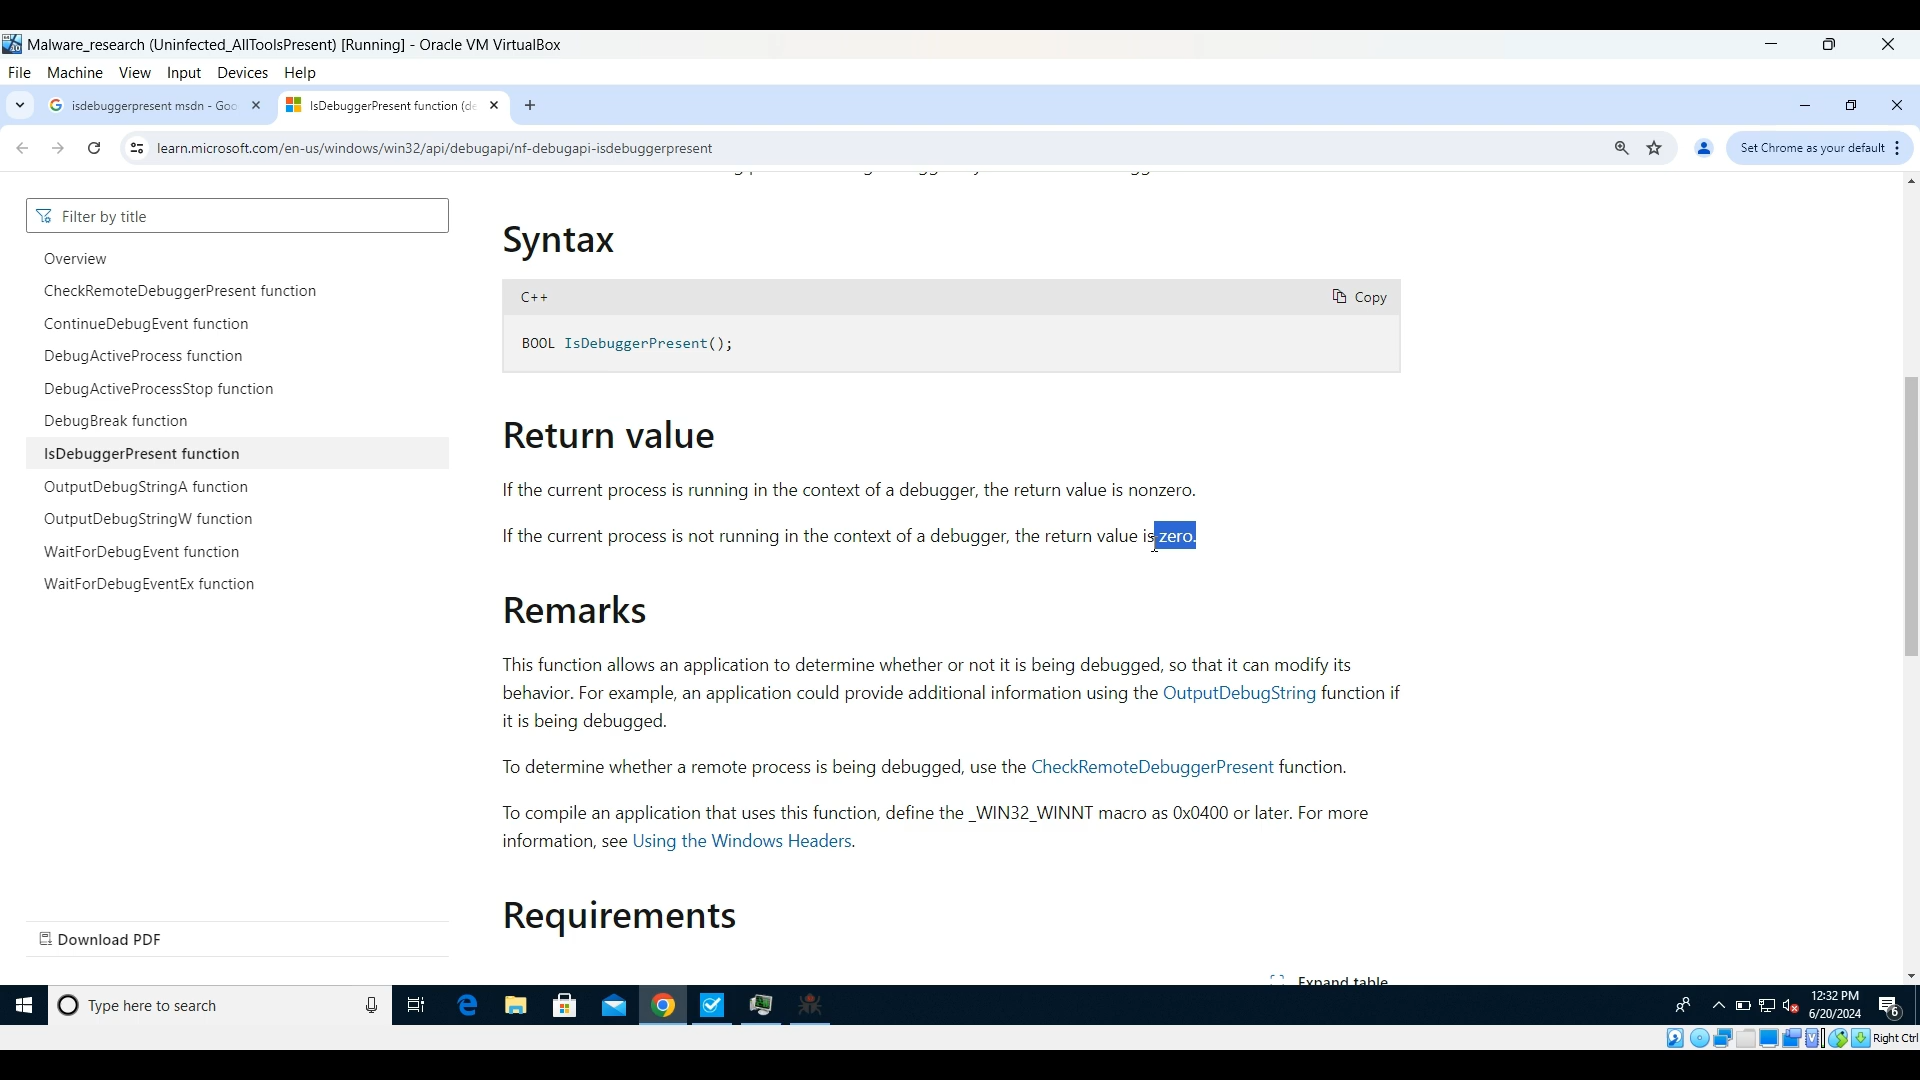 Malware_research (Uninfected_AllToolsPresent) [Running] - Oracle VM VirtualBox
File Machine View Input Devices Help
isdebuggerpresent msdn - Goo
IsDebuggerPresent function (de
learn.microsoft.com/en-us/windows/win32/api/debugapi/nf-debugapi-isdebuggerpresent
Set Chrome as your default
Filter by title
Overview
CheckRemoteDebuggerPresent function
ContinueDebugEvent function
DebugActiveProcess function
DebugActiveProcessStop function
DebugBreak function
IsDebuggerPresent function
OutputDebugStringA function
OutputDebugStringW function
WaitForDebugEvent function
WaitForDebugEventEx function
Download PDF
Syntax
C++
Copy
BOOL IsDebuggerPresent();
Return value
If the current process is running in the context of a debugger, the return value is nonzero.
If the current process is not running in the context of a debugger, the return value is zero.
Remarks
This function allows an application to determine whether or not it is being debugged, so that it can modify its
behavior. For example, an application could provide additional information using the OutputDebugString function if
it is being debugged.
To determine whether a remote process is being debugged, use the CheckRemoteDebuggerPresent function.
To compile an application that uses this function, define the _WIN32_WINNT macro as 0x0400 or later. For more
information, see Using the Windows Headers.
Requirements
Expand table
Type here to search
12:32 PM
6/20/2024
6
Right Ctrl